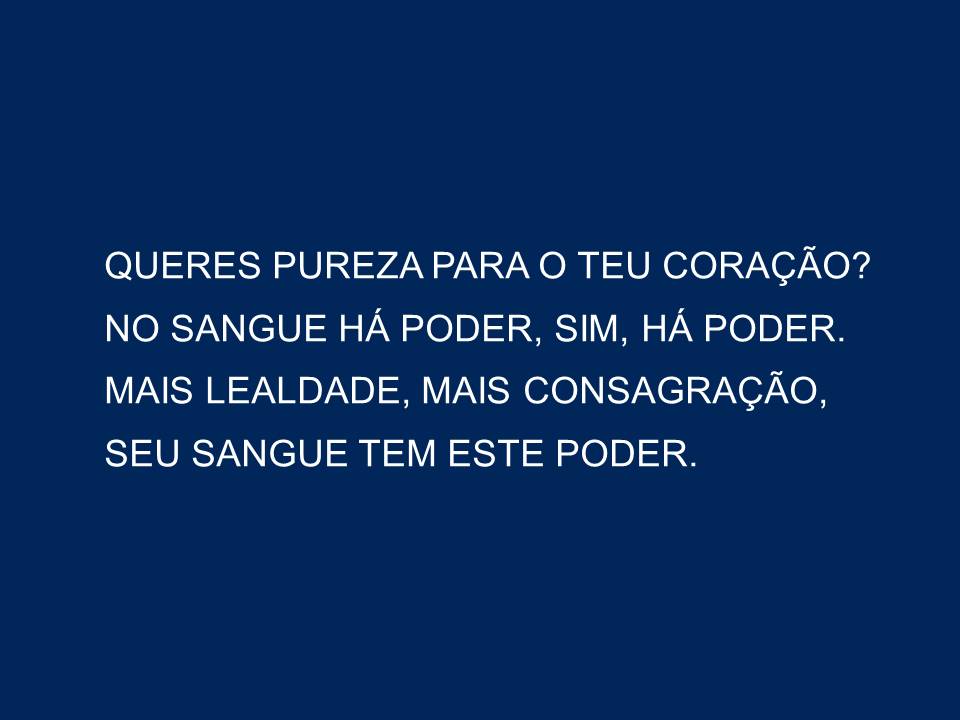 QUERES PUREZA PARA O TEU CORAÇÃO?
NO SANGUE HÁ PODER, SIM, HÁ PODER.
MAIS LEALDADE, MAIS CONSAGRAÇÃO,
SEU SANGUE TEM ESTE PODER.